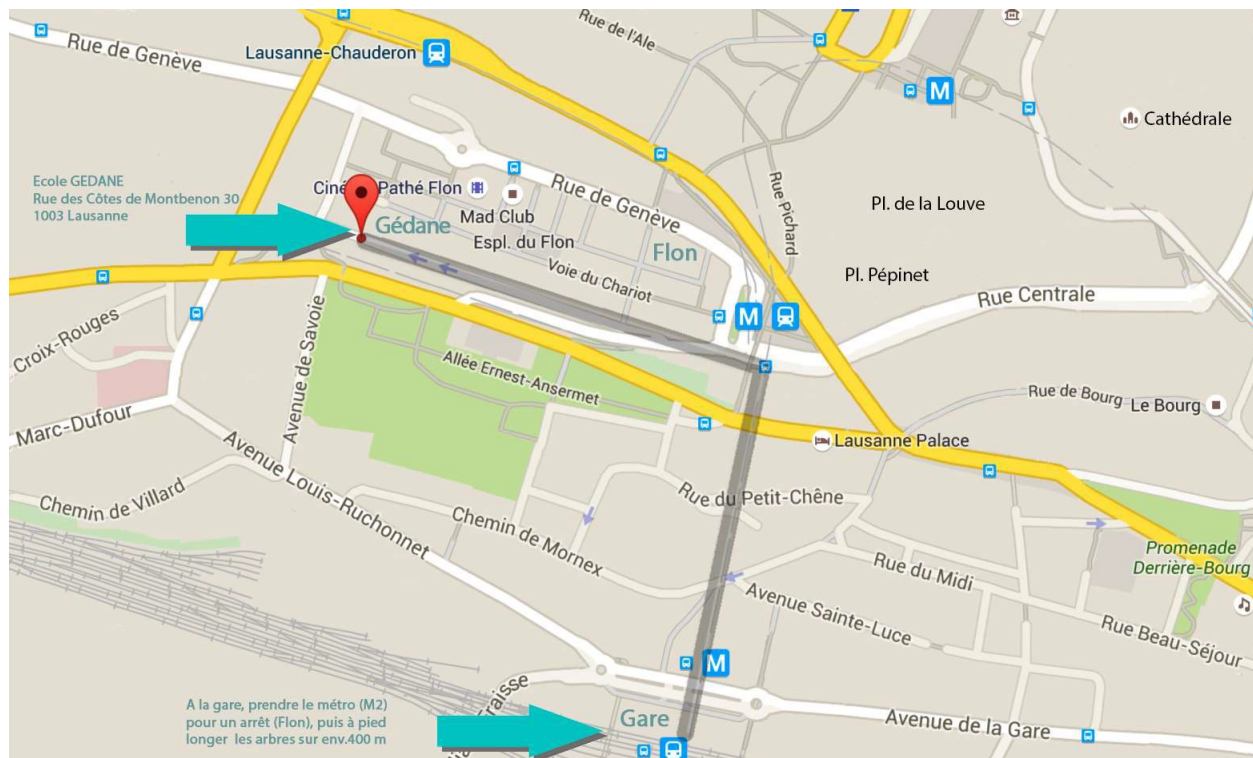 Rue de Genève
Lausanne-Chauderon
Rue de l'Ale
M
Cathédrale
Ecole GEDANE
Rue des Côtes de Montbenon 30
1003 Lausanne
Pathé Flon
Mad Club
Rue de Genève
Rue Pichard
Pl. de la Louve
Gédane
Espl. du Flon
Flon
Voie du Chariot
Pl. Pépinet
Rue Centrale
M
Croix-Rouges
Avenue de Savoie
Allée Ernest-Ansermet
Rue de Bourg
Le Bourg
Marc-Dufour
Lausanne Palace
Avenue Louis-Ruchonnet
Chemin de Villard
Rue du Petit-Chêne
Chemin de Mornex
Promenade
Derrière-Bourg
Rue du Midi
Avenue Sainte-Luce
Rue Beau-Séjour
M
A la gare, prendre le métro (M2)
pour un arrêt (Flon), puis à pied
longer les arbres sur env.400 m
Gare
Avenue de la Gare